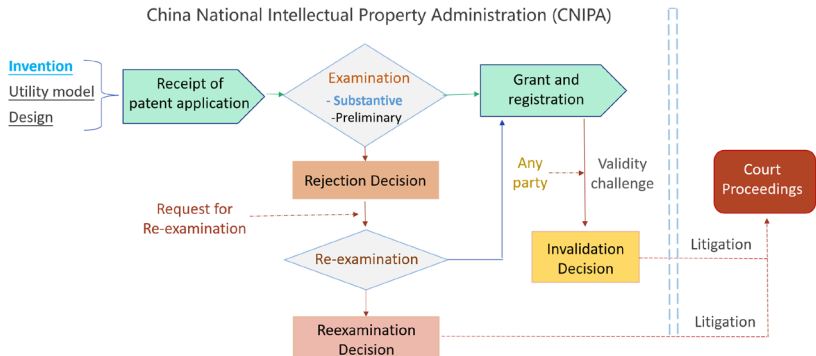 China National Intellectual Property Administration (CNIPA)
Invention
Utility model
Design
Receipt of
patent application
Examination
- Substantive
-Preliminary
Grant and
registration
Rejection Decision
Request for
Re-examination
Any
party
Validity
challenge
Court
Proceedings
Re-examination
Invalidation
Decision
Litigation
Reexamination
Decision
Litigation